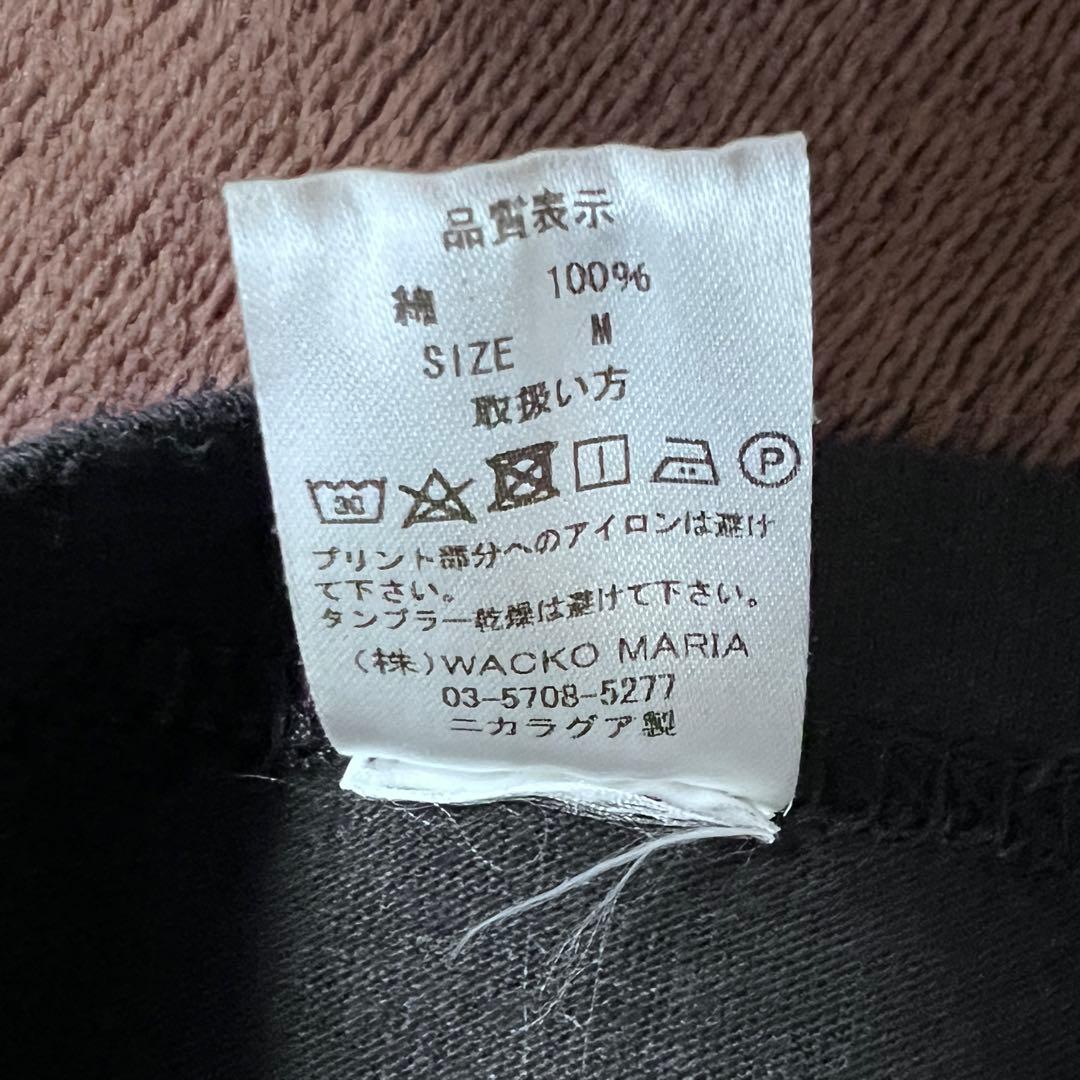 品質表示
綿 100%
SIZE M
取扱い方
30 P
プリント部分へのアイロンは避け
て下さい。
タンブラー乾燥は避けて下さい。
(株)WACKO MARIA
03-5708-5277
ニカラグア製